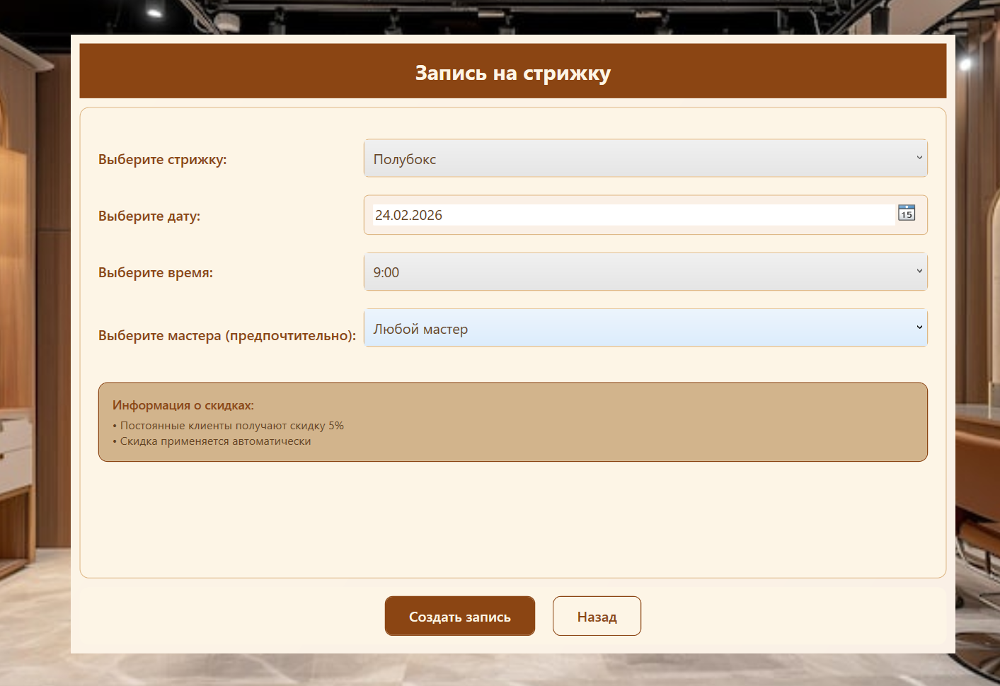 Запись на стрижку
Выберите стрижку:
Полубокс
Выберите дату:
24.02.2026
15
Выберите время:
9:00
Выберите мастера (предпочтительно):
Любой мастер
Информация о скидках:
• Постоянные клиенты получают скидку 5%
• Скидка применяется автоматически
Создать запись
Назад